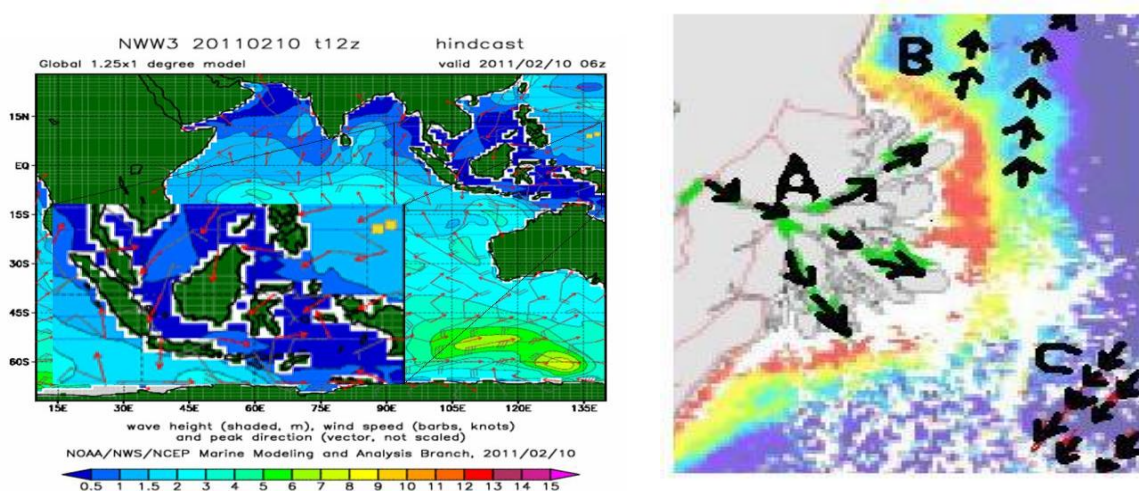 NWW3 20110210 t12z hindcast
Global 1.25x1 degree model valid 2011/02/10 06z
15N
EQ
15S
30S
45S
60S
15E 30E 45E 60E 75E 90E 105E 120E 135E
wave height (shaded, m), wind speed (barbs, knots)
and peak direction (vector, not scaled)
NOAA/NWS/NCEP Marine Modeling and Analysis Branch, 2011/02/10
0.5 1 1.5 2 3 4 5 6 7 8 9 10 11 12 13 14 15
B
A
C